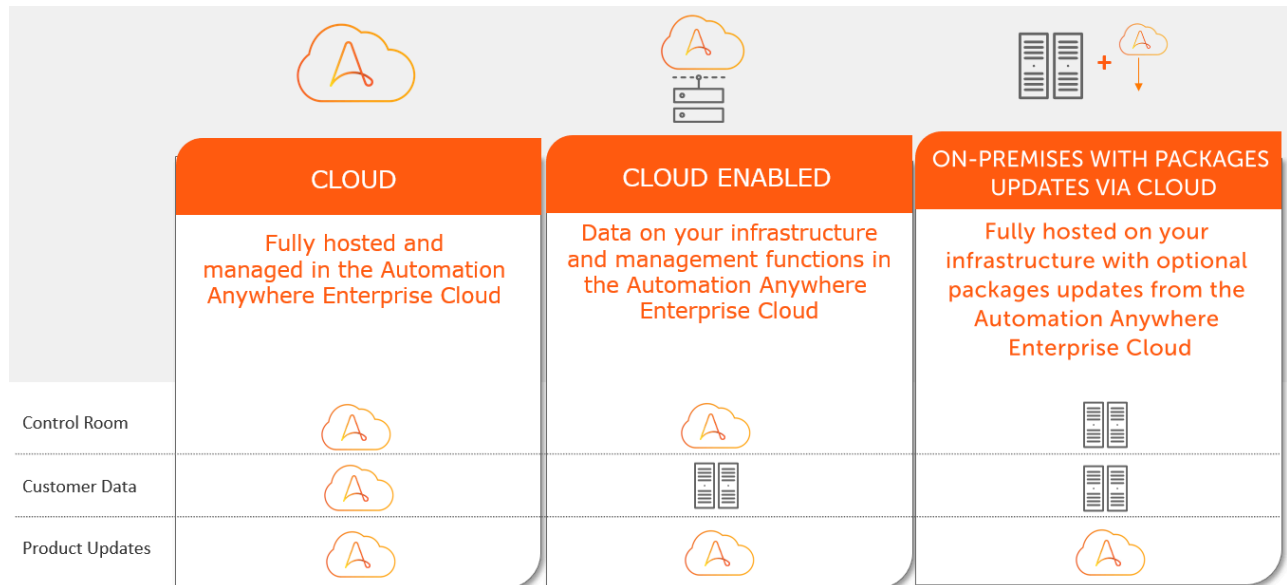 CLOUD
Fully hosted and
managed in the Automation
Anywhere Enterprise Cloud
CLOUD ENABLED
Data on your infrastructure
and management functions in
the Automation Anywhere
Enterprise Cloud
ON-PREMISES WITH PACKAGES
UPDATES VIA CLOUD
Fully hosted on your
infrastructure with optional
packages updates from the
Automation Anywhere
Enterprise Cloud
Control Room
Customer Data
Product Updates